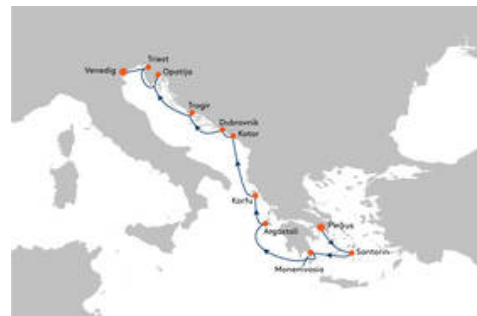 Triest
Venedig
Opatija
Trogir
Dubrovnik
Kotor
Korfu
Argostoli
Piräus
Santorin
Monemvasia